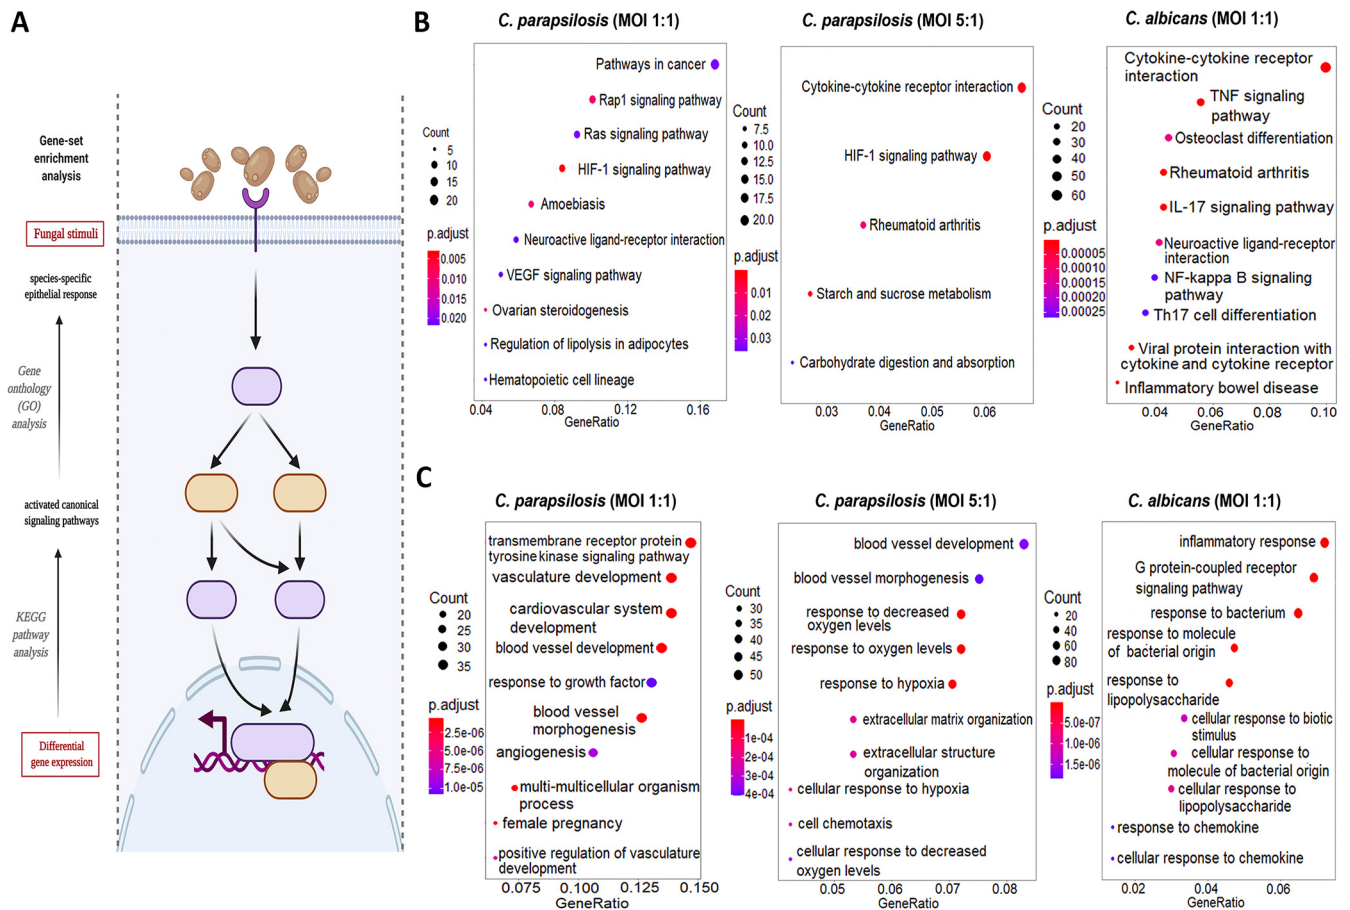 A
Gene-set
enrichment
analysis
Fungal stimuli
species-specific
epithelial response
Gene
onthology
(GO)
analysis
activated canonical
signaling pathways
KEGG
pathway
analysis
Differential
gene expression
B
C. parapsilosis (MOI 1:1)
Count
5
10
15
20
p.adjust
0.005
0.010
0.015
0.020
Pathways in cancer
Rap1 signaling pathway
Ras signaling pathway
HIF-1 signaling pathway
Amoebiasis
Neuroactive ligand-receptor interaction
VEGF signaling pathway
Ovarian steroidogenesis
Regulation of lipolysis in adipocytes
Hematopoietic cell lineage
0.04 0.08 0.12 0.16
GeneRatio
C. parapsilosis (MOI 5:1)
Count
7.5
10.0
12.5
15.0
17.5
20.0
p.adjust
0.01
0.02
0.03
Cytokine-cytokine receptor interaction
HIF-1 signaling pathway
Rheumatoid arthritis
Starch and sucrose metabolism
Carbohydrate digestion and absorption
0.03 0.04 0.05 0.06
GeneRatio
C. albicans (MOI 1:1)
Count
20
30
40
50
60
p.adjust
0.00005
0.00010
0.00015
0.00020
0.00025
Cytokine-cytokine receptor
interaction
TNF signaling
pathway
Osteoclast differentiation
Rheumatoid arthritis
IL-17 signaling pathway
Neuroactive ligand-receptor
interaction
NF-kappa B signaling
pathway
Th17 cell differentiation
Viral protein interaction with
cytokine and cytokine receptor
Inflammatory bowel disease
0.04 0.06 0.08 0.10
GeneRatio
C
C. parapsilosis (MOI 1:1)
Count
20
25
30
35
p.adjust
2.5e-06
5.0e-06
7.5e-06
1.0e-05
transmembrane receptor protein
tyrosine kinase signaling pathway
vasculature development
cardiovascular system
development
blood vessel development
response to growth factor
blood vessel
morphogenesis
angiogenesis
multi-multicellular organism
process
female pregnancy
positive regulation of vasculature
development
0.075 0.100 0.125 0.150
GeneRatio
C. parapsilosis (MOI 5:1)
Count
30
35
40
45
50
p.adjust
1e-04
2e-04
3e-04
4e-04
blood vessel development
blood vessel morphogenesis
response to decreased
oxygen levels
response to oxygen levels
response to hypoxia
extracellular matrix organization
extracellular structure
organization
cellular response to hypoxia
cell chemotaxis
cellular response to decreased
oxygen levels
0.05 0.06 0.07 0.08
GeneRatio
C. albicans (MOI 1:1)
Count
20
40
60
80
p.adjust
5.0e-07
1.0e-06
1.5e-06
inflammatory response
G protein-coupled receptor
signaling pathway
response to bacterium
response to molecule
of bacterial origin
response to
lipopolysaccharide
cellular response to biotic
stimulus
cellular response to
molecule of bacterial origin
cellular response to
lipopolysaccharide
response to chemokine
cellular response to chemokine
0.02 0.04 0.06
GeneRatio